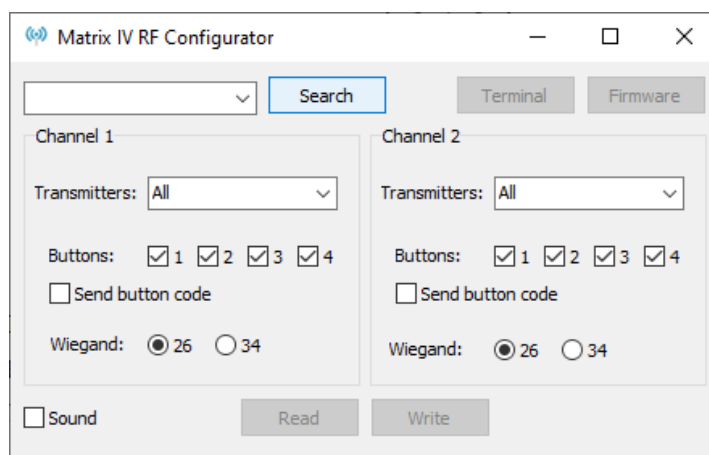 Matrix IV RF Configurator
Search Terminal Firmware
Channel 1
Transmitters: All
Buttons: 1 2 3 4
Send button code
Wiegand: 26 34
Channel 2
Transmitters: All
Buttons: 1 2 3 4
Send button code
Wiegand: 26 34
Sound Read Write